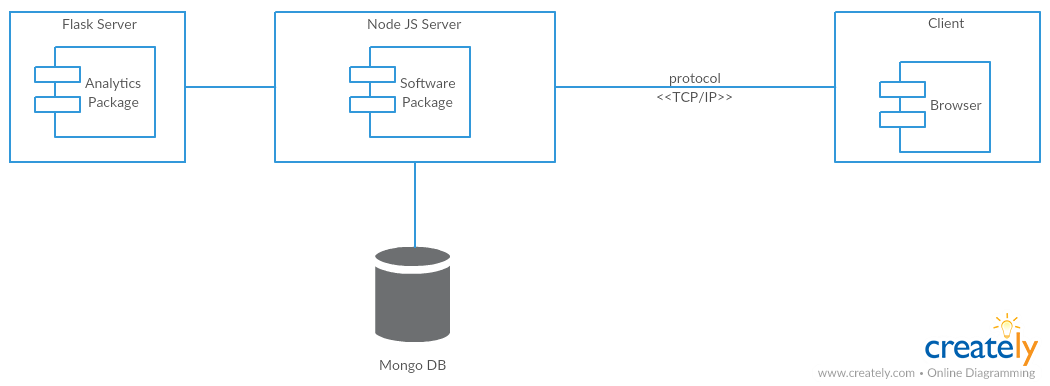 Flask Server
Node JS Server
Client
Analytics
Package
Software
Package
protocol
<<TCP/IP>>
Browser
Mongo DB
creately
www.creately.com • Online Diagramming